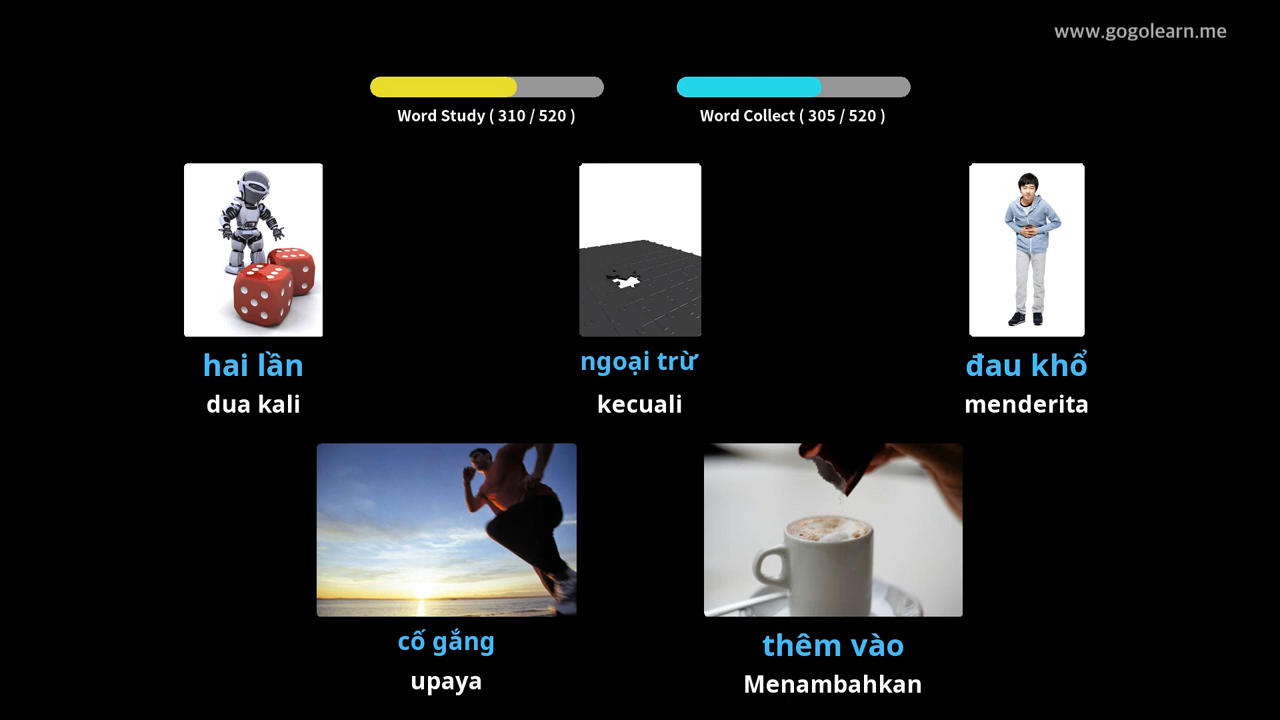 www.gogolearn.me
Word Study ( 310 / 520 )
Word Collect ( 305 / 520 )
hai lần
dua kali
ngoại trừ
kecuali
đau khổ
menderita
cố gắng
upaya
thêm vào
Menambahkan